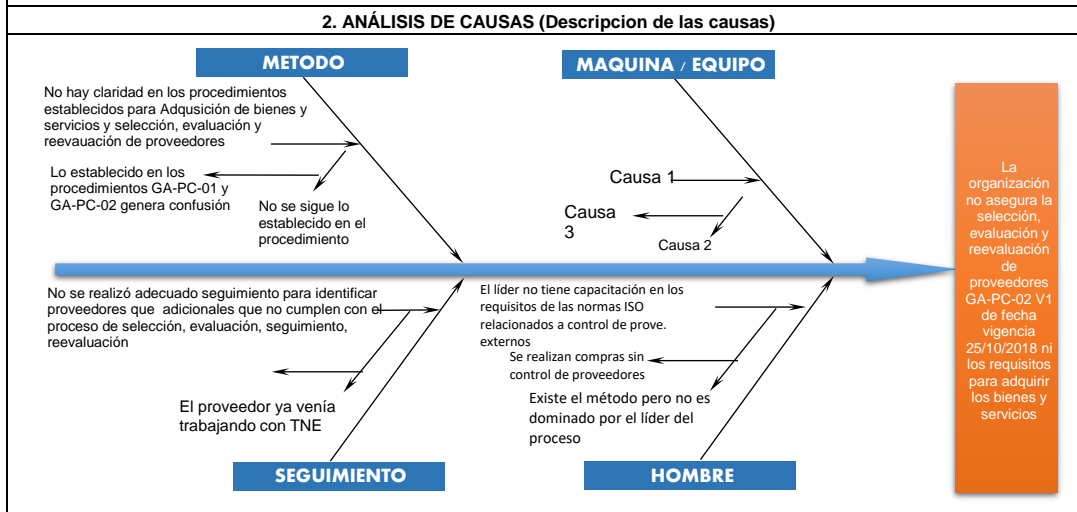 2. ANÁLISIS DE CAUSAS (Descripcion de las causas)
METODO
No hay claridad en los procedimientos
establecidos para Adqusición de bienes y
servicios y selección, evaluación y
reevauación de proveedores
Lo establecido en los
procedimientos GA-PC-01 y
GA-PC-02 genera confusión
No se sigue lo
establecido en el
procedimiento
MAQUINA / EQUIPO
Causa 1
Causa
3
Causa 2
No se realizó adecuado seguimiento para identificar
proveedores que adicionales que no cumplen con el
proceso de selección, evaluación, seguimiento,
reevaluación
El proveedor ya venía
trabajando con TNE
SEGUIMIENTO
El líder no tiene capacitación en los
requisitos de las normas ISO
relacionados a control de prove.
externos
Se realizan compras sin
control de proveedores
Existe el método pero no es
dominado por el líder del
proceso
HOMBRE
La
organización
no asegura la
selección,
evaluación y
reevaluación
de
proveedores
GA-PC-02 V1
de fecha
vigencia
25/10/2018 ni
los requisitos
para adquirir
los bienes y
servicios